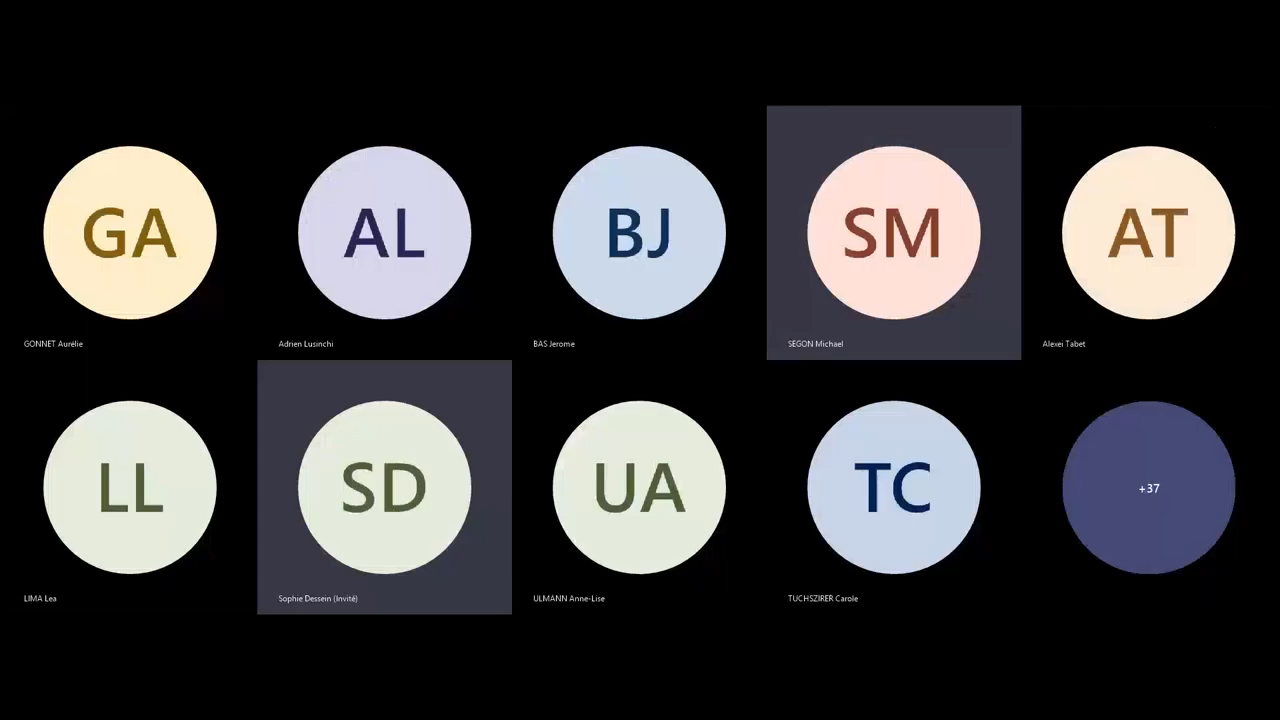 GA
AL
BJ
SM
AT
GONNET Aurélie
Adrien Lusinchi
BAS Jerome
SEGON Michael
Alexei Tabet
LL
SD
UA
TC
+37
LIMA Lea
Sophie Dessein (Invité)
ULMANN Anne-Lise
TUCHSZIRER Carole